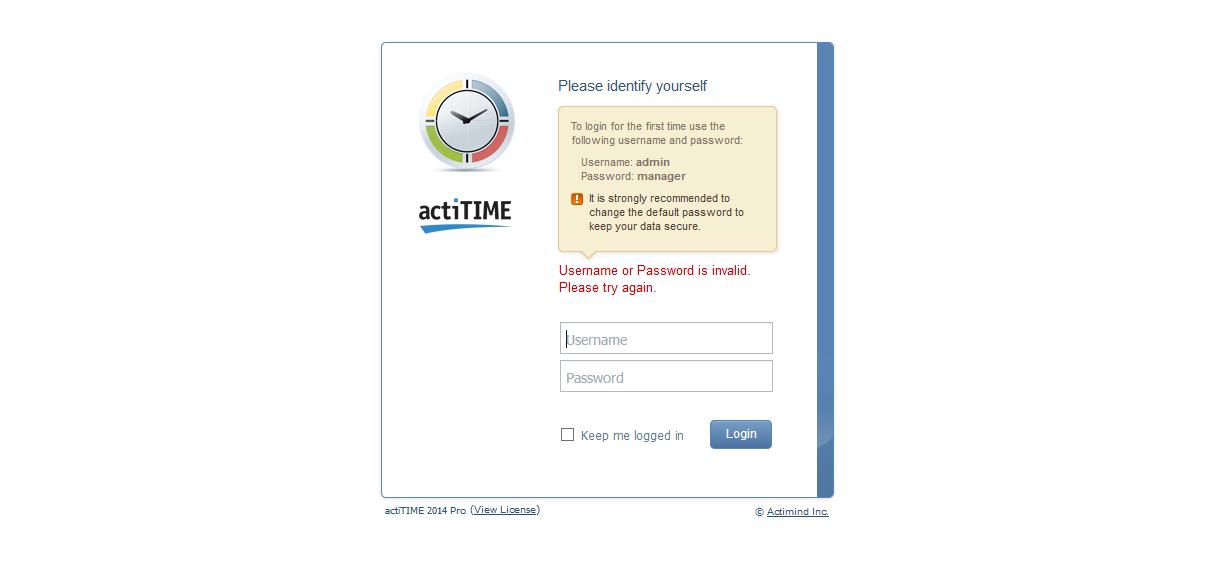 Please identify yourself
To login for the first time use the
following username and password:
Username: admin
Password: manager
It is strongly recommended to
change the default password to
keep your data secure.
actiTIME
Username or Password is invalid.
Please try again.
Username
Password
Keep me logged in
Login
actiTIME 2014 Pro (View License)
© Actimind Inc.